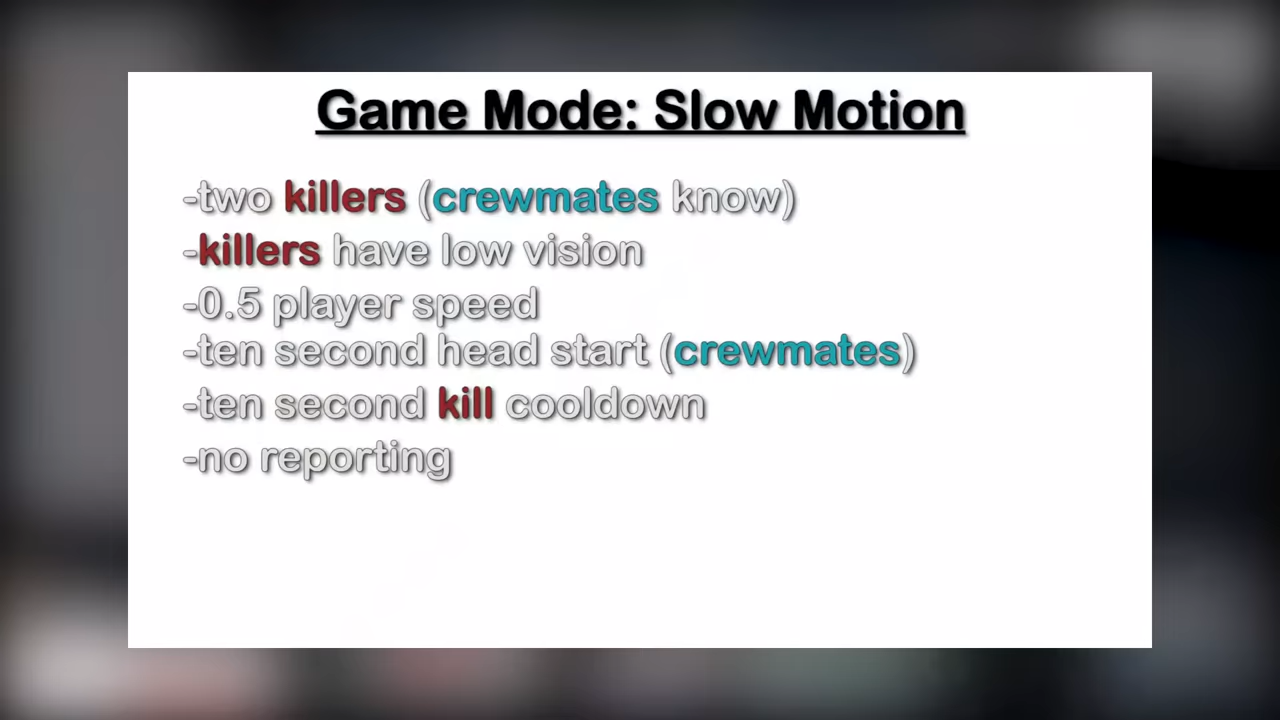 Game Mode: Slow Motion
-two killers (crewmates know)
-killers have low vision
-0.5 player speed
-ten second head start (crewmates)
-ten second kill cooldown
-no reporting